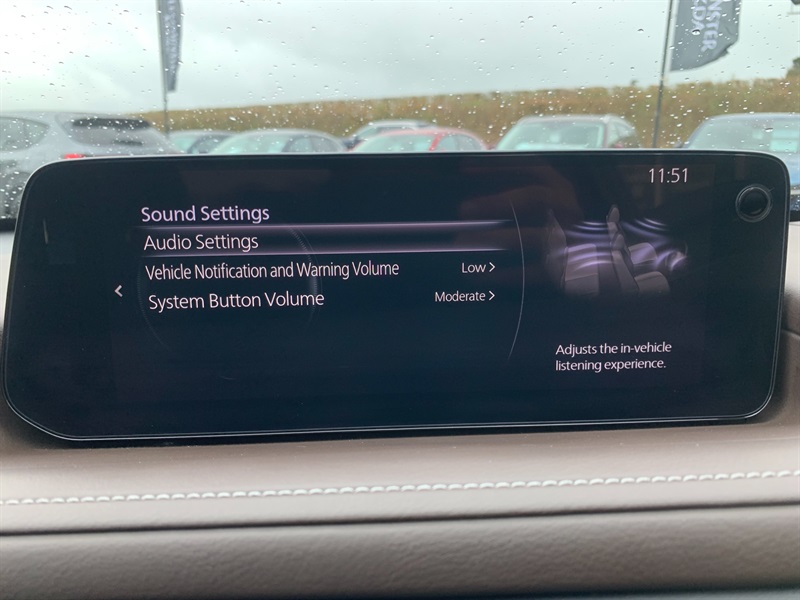 11:51
Sound Settings
Audio Settings
Vehicle Notification and Warning Volume Low
System Button Volume Moderate
Adjusts the in-vehicle
listening experience.